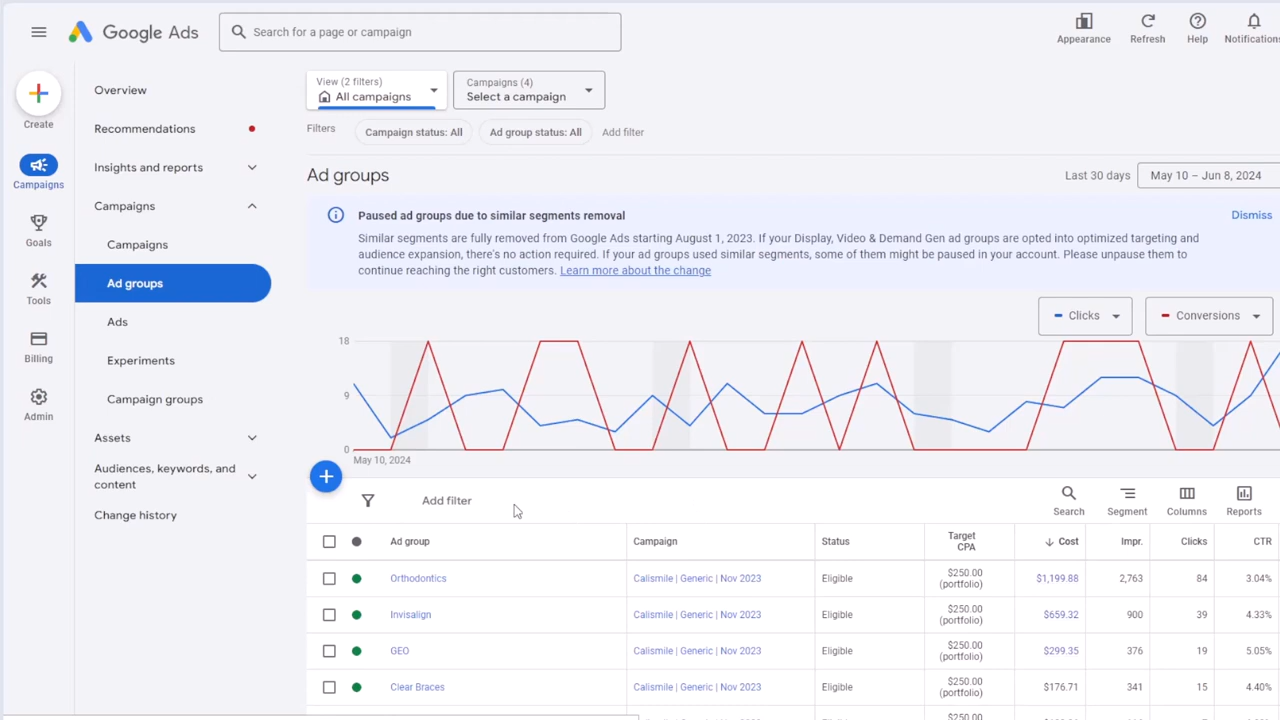 Google Ads
Search for a page or campaign
Appearance
Refresh
Help
Notifications
Create
Campaigns
Goals
Tools
Billing
Admin
Overview
Recommendations
Insights and reports
Campaigns
Campaigns
Ad groups
Ads
Experiments
Campaign groups
Assets
Audiences, keywords, and
content
Change history
View (2 filters)
All campaigns
Campaigns (4)
Select a campaign
Filters
Campaign status: All
Ad group status: All
Add filter
Ad groups
Last 30 days
May 10 – Jun 8, 2024
Paused ad groups due to similar segments removal
Dismiss
Similar segments are fully removed from Google Ads starting August 1, 2023. If your Display, Video & Demand Gen ad groups are opted into optimized targeting and
audience expansion, there's no action required. If your ad groups used similar segments, some of them might be paused in your account. Please unpause them to
continue reaching the right customers. Learn more about the change
Clicks
Conversions
18
9
0
May 10, 2024
Add filter
Search
Segment
Columns
Reports
Ad group Campaign Status Target CPA Cost Impr. Clicks CTR
Orthodontics Calismile | Generic | Nov 2023 Eligible $250.00 (portfolio) $1,199.88 2,763 84 3.04%
Invisalign Calismile | Generic | Nov 2023 Eligible $250.00 (portfolio) $659.32 900 39 4.33%
GEO Calismile | Generic | Nov 2023 Eligible $250.00 (portfolio) $299.35 376 19 5.05%
Clear Braces Calismile | Generic | Nov 2023 Eligible $250.00 (portfolio) $176.71 341 15 4.40%
$250.00